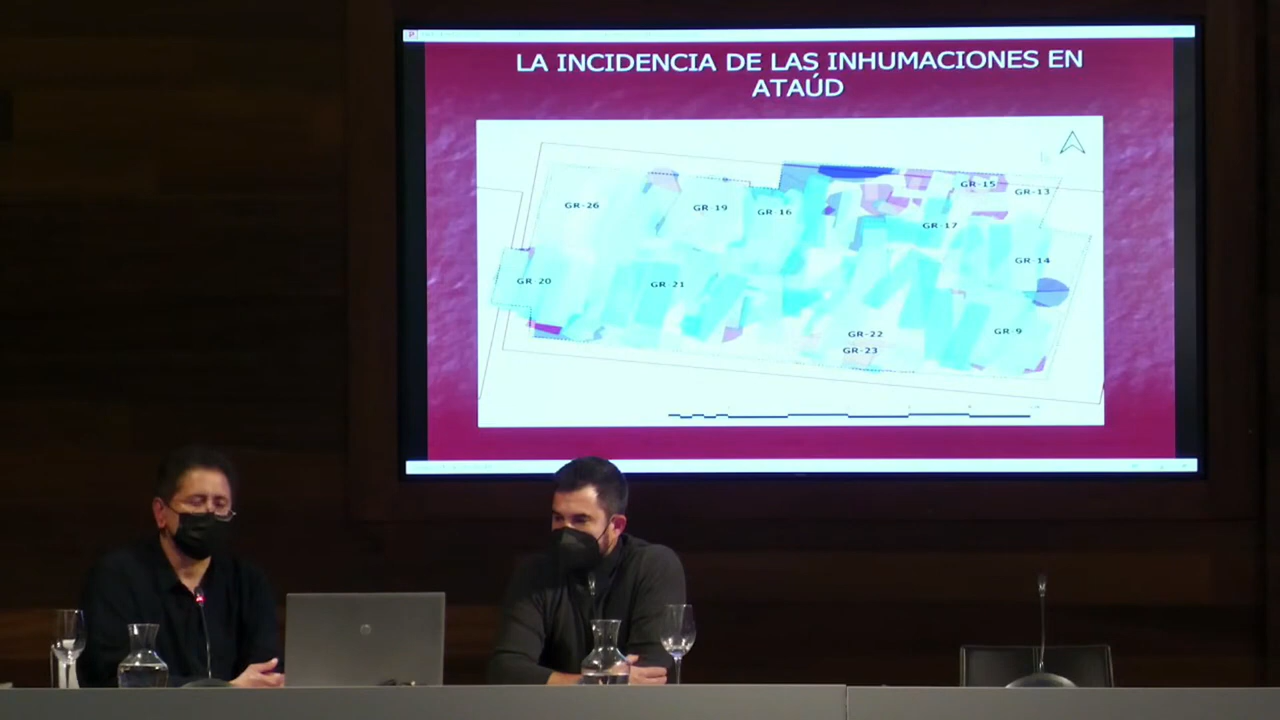 LA INCIDENCIA DE LAS INHUMACIONES EN
ATAÚD
GR-15
GR-13
GR-26
GR-19
GR-16
GR-17
GR-14
GR-20
GR-21
GR-22
GR-9
GR-23
hp